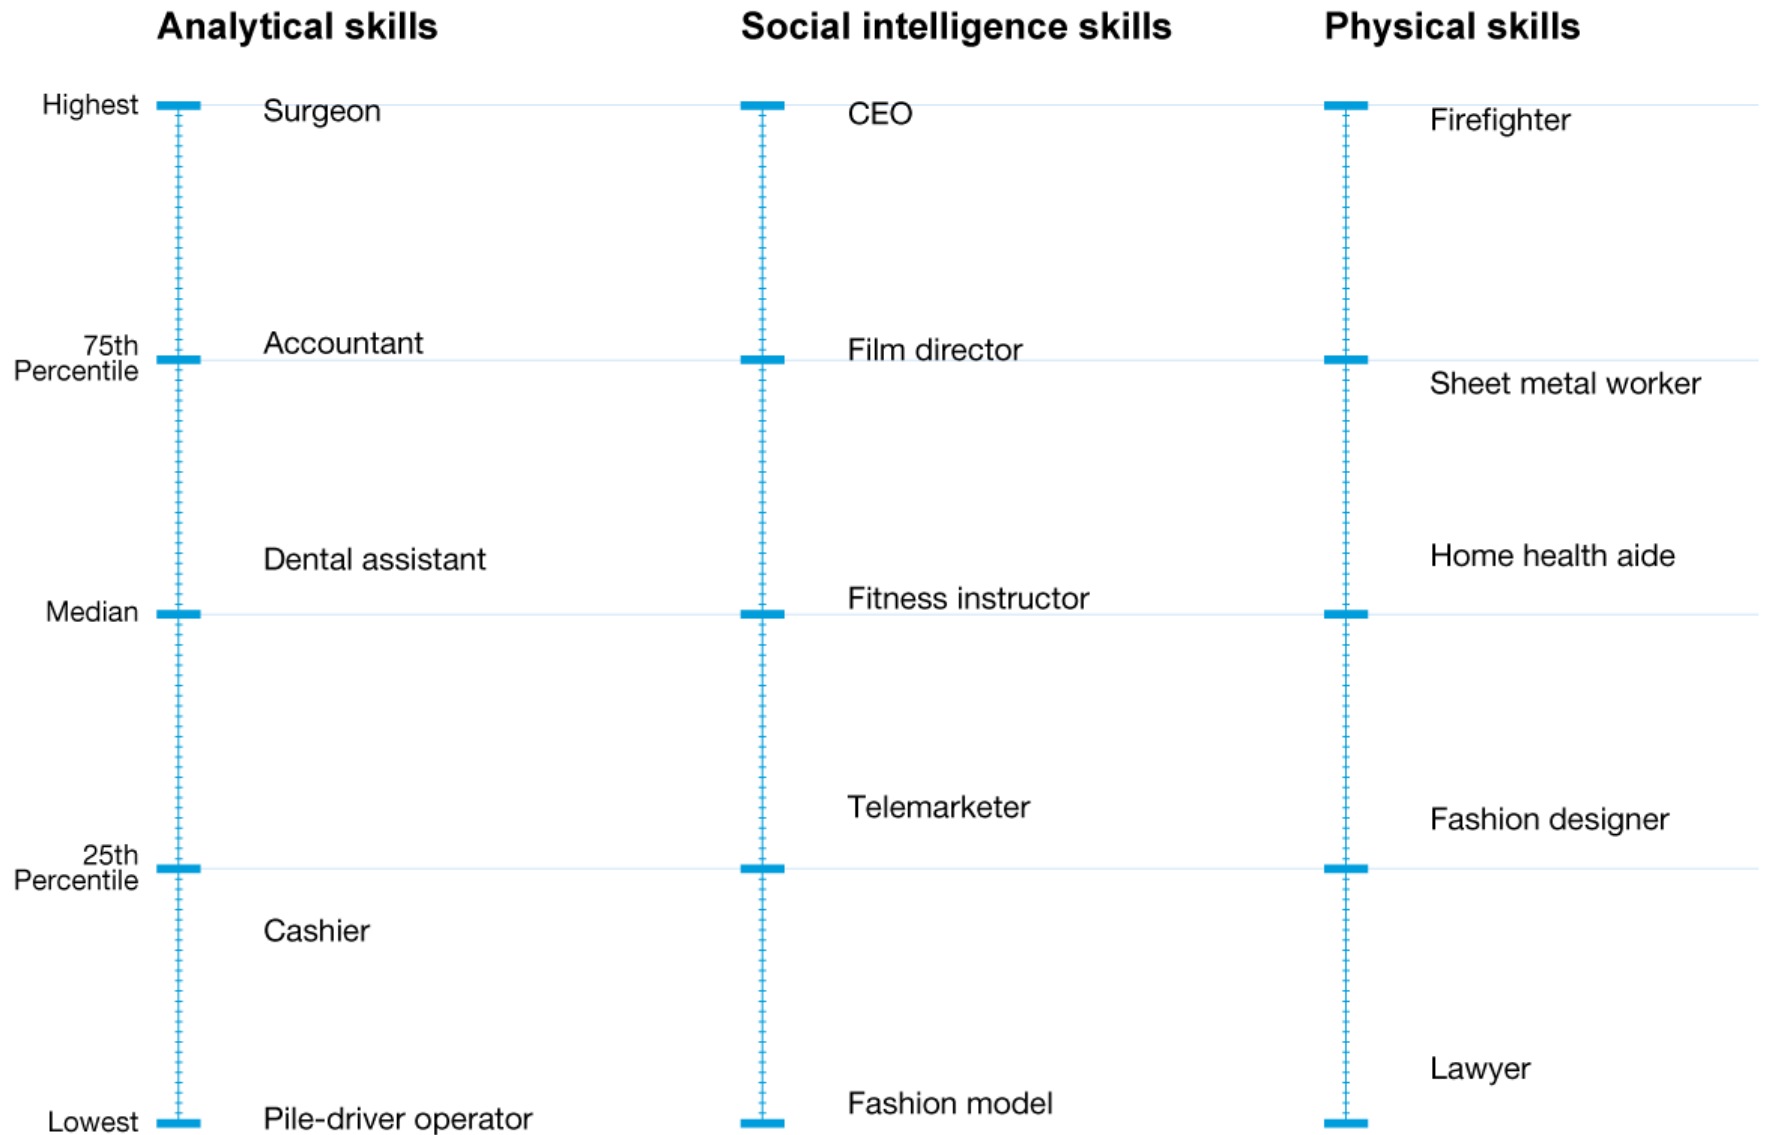 Analytical skills
Social intelligence skills
Physical skills
Highest
Surgeon
CEO
Firefighter
75th
Percentile
Accountant
Film director
Sheet metal worker
Dental assistant
Home health aide
Median
Fitness instructor
Telemarketer
Fashion designer
25th
Percentile
Cashier
Lawyer
Lowest
Pile-driver operator
Fashion model